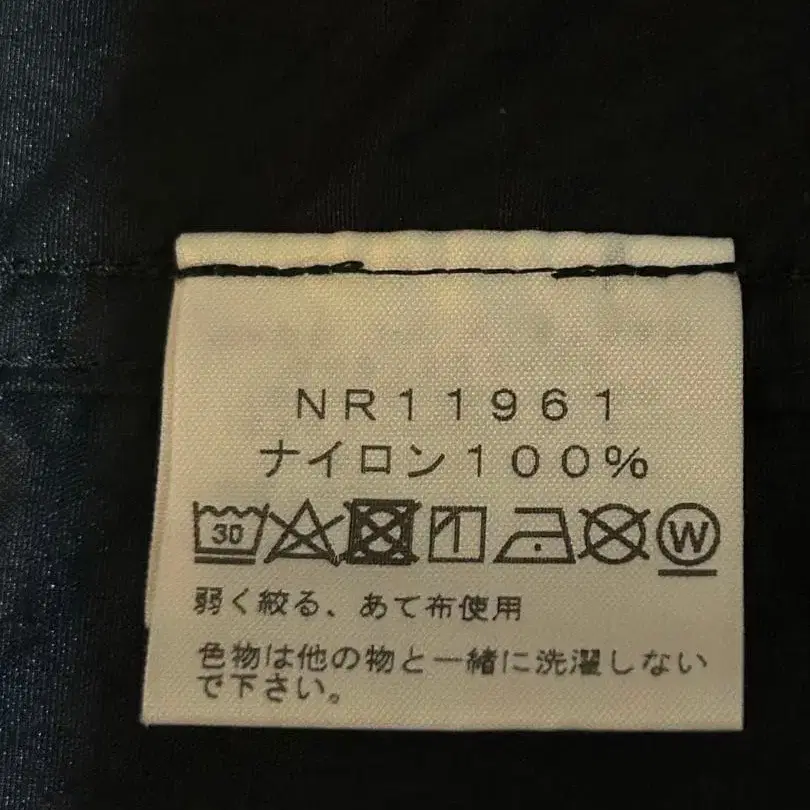 NR11961
ナイロン100%
30 W
弱く絞る、あて布使用
色物は他の物と一緒に洗濯しない
で下さい。